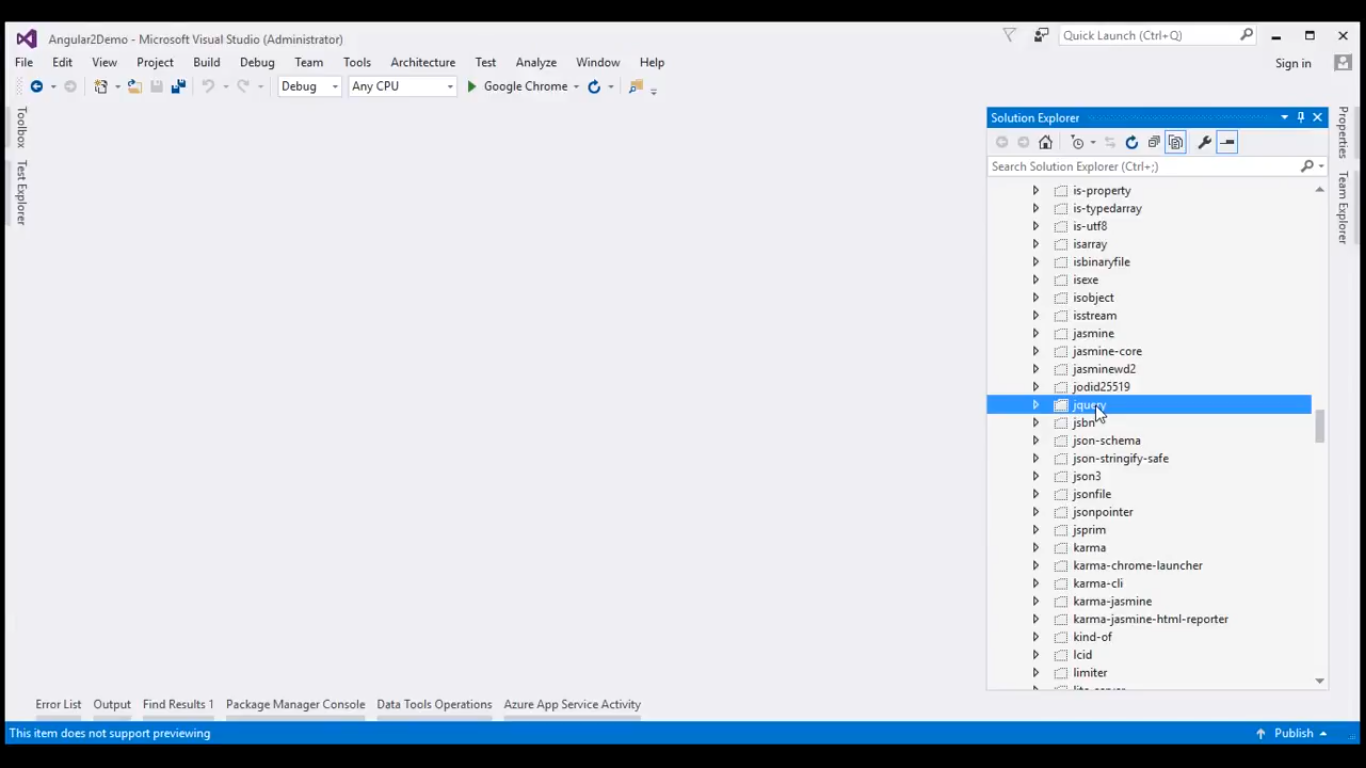 Angular2Demo - Microsoft Visual Studio (Administrator)
Quick Launch (Ctrl+Q)
File Edit View Project Build Debug Team Tools Architecture Test Analyze Window Help
Sign in
Debug Any CPU Google Chrome
Toolbox
Test Explorer
Solution Explorer
Search Solution Explorer (Ctrl+;)
is-property
is-typedarray
is-utf8
isarray
isbinaryfile
isexe
isobject
isstream
jasmine
jasmine-core
jasminewd2
jodid25519
jquery
jsbn
json-schema
json-stringify-safe
json3
jsonfile
jsonpointer
jsprim
karma
karma-chrome-launcher
karma-cli
karma-jasmine
karma-jasmine-html-reporter
kind-of
lcid
limiter
Properties
Team Explorer
Error List Output Find Results 1 Package Manager Console Data Tools Operations Azure App Service Activity
This item does not support previewing
Publish